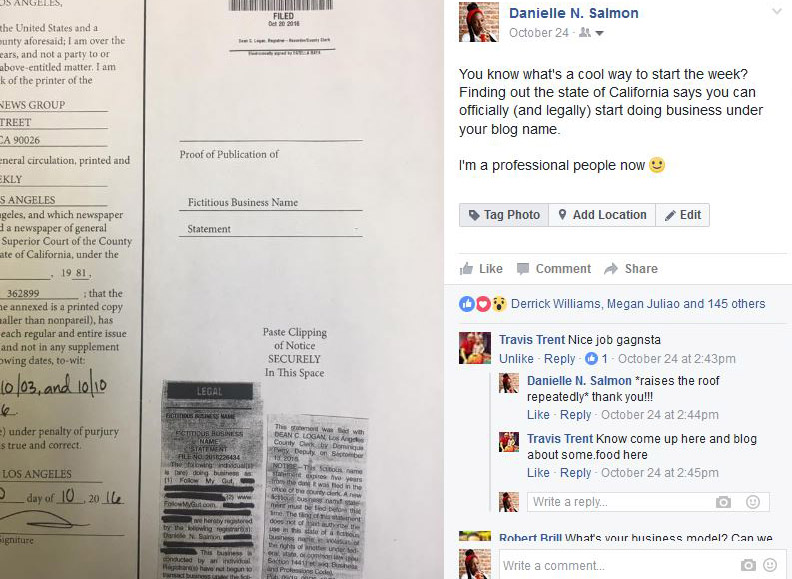 OS ANGELES,
the United States and a
ounty aforesaid; I am over the
ears, and not a party to or
above-entitled matter. I am
k of the printer of the
NEWS GROUP
TREET
CA 90026
eneral circulation, printed and
EKLY
S ANGELES
geles, and which newspaper
d a newspaper of general
Superior Court of the County
ate of California, under the
, 19 81 ,
362899 ; that the
he annexed is a printed copy
maller than nonpareil), has
each regular and entire issue
and not in any supplement
owing dates, to-wit:
10/03, and 10/10
6
e) under penalty of purjury
is true and correct.
LOS ANGELES
day of 10 , 20 16
ignature
FILED
Oct 20 2016
Dean C. Logan, Registrar - Recorder/County Clerk
Electronically signed by
Proof of Publication of
Fictitious Business Name
Statement
Paste Clipping
of Notice
SECURELY
In This Space
LEGAL
FICTITIOUS BUSINESS NAME
FICTITIOUS BUSINESS
NAME
STATEMENT
FILE NO. 2016226434
The following individual(s)
is (are) doing business as:
(1) Follow My Gut,
(2) www.
FollowMyGut.com,
are hereby registered
by the following registrant(s):
Danielle N. Salmon,
This business is
conducted by an individual.
Registrant(s) have not begun to
transact business under the ficti-
This statement was filed with
DEAN C. LOGAN, Los Angeles
County Clerk, by Dominique
Perry, Deputy, on September
13, 2016.
NOTICE - This fictitious name
statement expires five years
from the date it was filed in the
office of the county clerk. A new
fictitious business name state-
ment must be filed before that
time. The filing of this statement
does not of itself authorize the
use in this state of a fictitious
business name in violation of
the rights of another under fed-
eral, state, or common law (see
Section 14411 et seq. Business
and Professions Code).
Danielle N. Salmon
October 24
You know what's a cool way to start the week?
Finding out the state of California says you can
officially (and legally) start doing business under
your blog name.
I'm a professional people now
Tag Photo Add Location Edit
Like Comment Share
Derrick Williams, Megan Juliao and 145 others
Travis Trent Nice job gagnsta
Unlike · Reply · 1 · October 24 at 2:43pm
Danielle N. Salmon *raises the roof
repeatedly* thank you!!!
Like · Reply · October 24 at 2:44pm
Travis Trent Know come up here and blog
about some.food here
Like · Reply · October 24 at 2:45pm
Write a reply...
Robert Brill What's your business model? Can we
Write a comment...